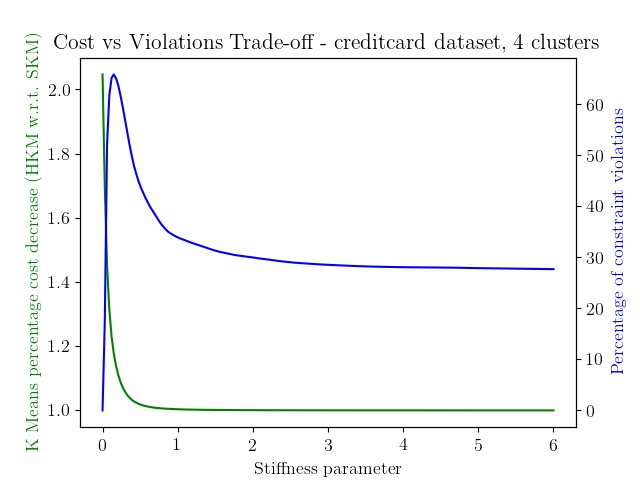 Cost vs Violations Trade-off - creditcard dataset, 4 clusters
K Means percentage cost decrease (HKM w.r.t. SKM)
2.0
1.8
1.6
1.4
1.2
1.0
60
50
40
30
20
10
0
Percentage of constraint violations
0 1 2 3 4 5 6
Stiffness parameter